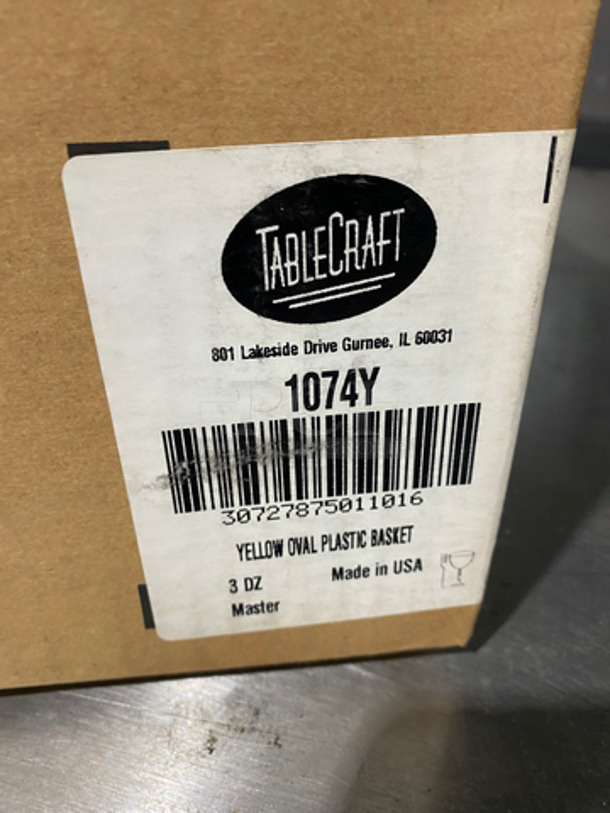 TABLECRAFT
801 Lakeside Drive Gurnee, IL 60031
1074Y
30727875011016
YELLOW OVAL PLASTIC BASKET
3 DZ Made in USA
Master